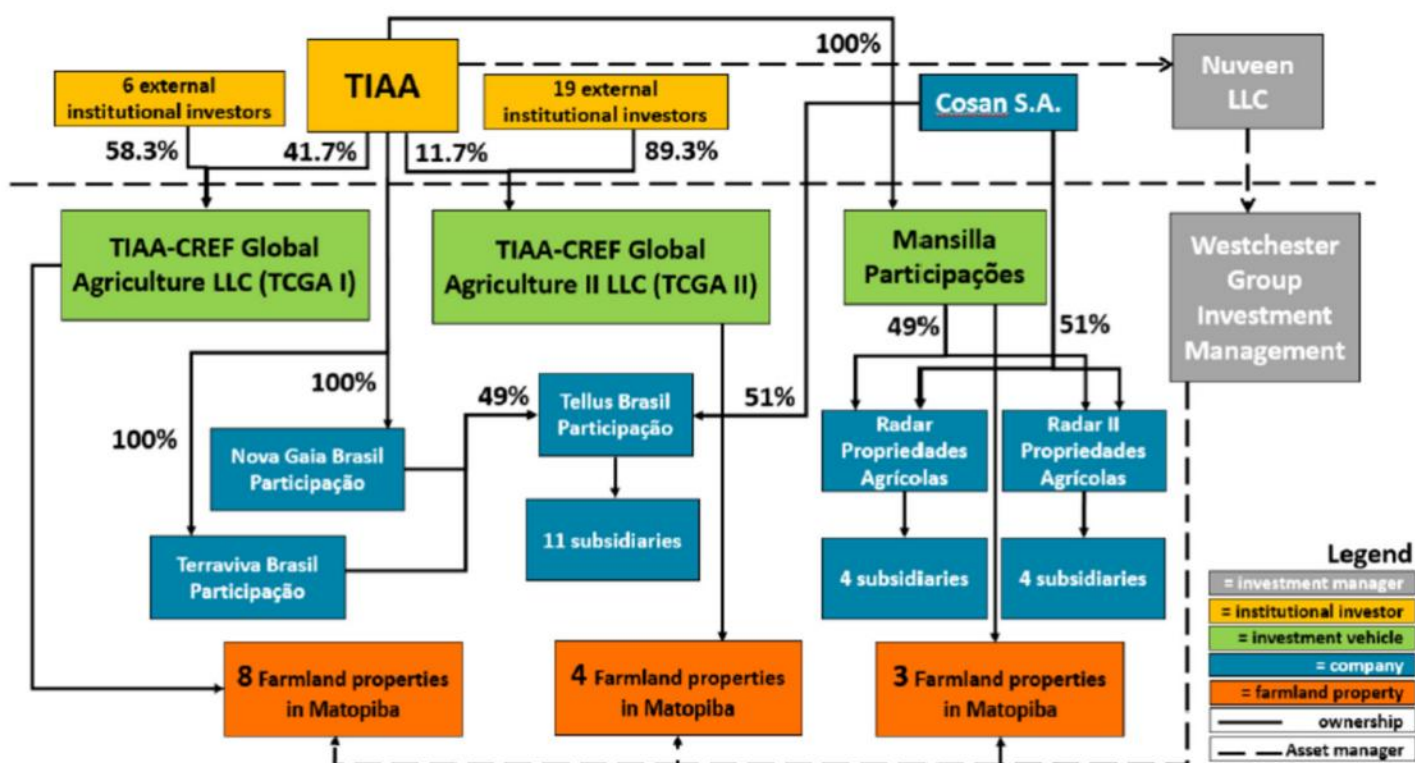 100%
6 external
institutional investors
TIAA
19 external
institutional investors
Cosan S.A.
Nuveen
LLC
58.3%
41.7%
11.7%
89.3%
TIAA-CREF Global
Agriculture LLC (TCGA I)
TIAA-CREF Global
Agriculture II LLC (TCGA II)
Mansilla
Participações
Westchester
Group
Investment
Management
49%
51%
100%
100%
49%
51%
Nova Gaia Brasil
Participação
Tellus Brasil
Participação
Radar
Propriedades
Agrícolas
Radar II
Propriedades
Agrícolas
Terraviva Brasil
Participação
11 subsidiaries
4 subsidiaries
4 subsidiaries
8 Farmland properties
in Matopiba
4 Farmland properties
in Matopiba
3 Farmland properties
in Matopiba
Legend
= investment manager
= institutional investor
= investment vehicle
= company
= farmland property
ownership
Asset manager